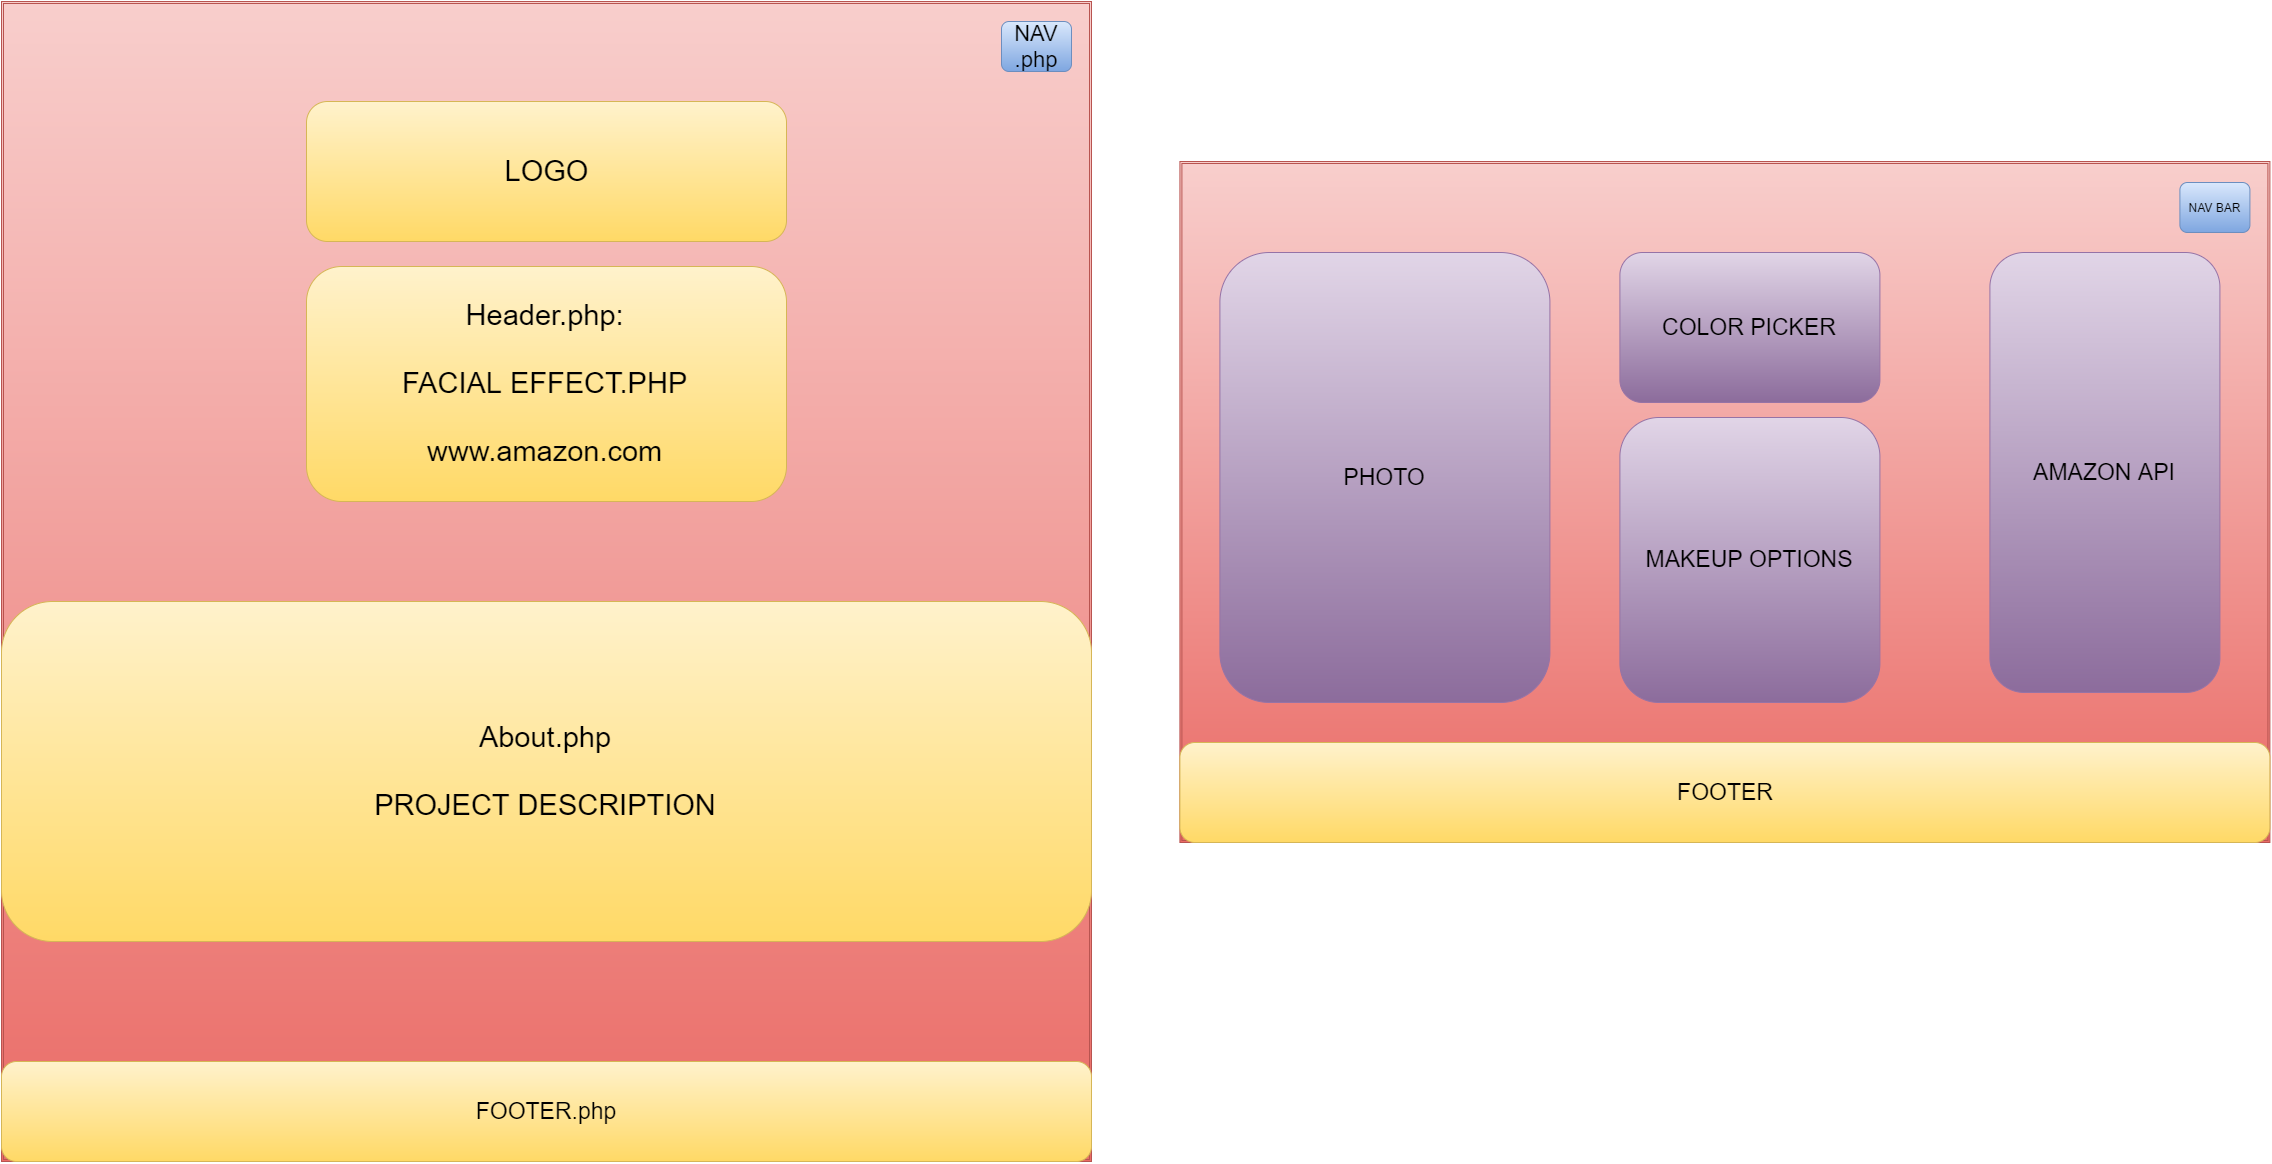 NAV
.php
LOGO
Header.php:
FACIAL EFFECT.PHP
www.amazon.com
About.php
PROJECT DESCRIPTION
FOOTER.php
NAV BAR
PHOTO
COLOR PICKER
MAKEUP OPTIONS
AMAZON API
FOOTER